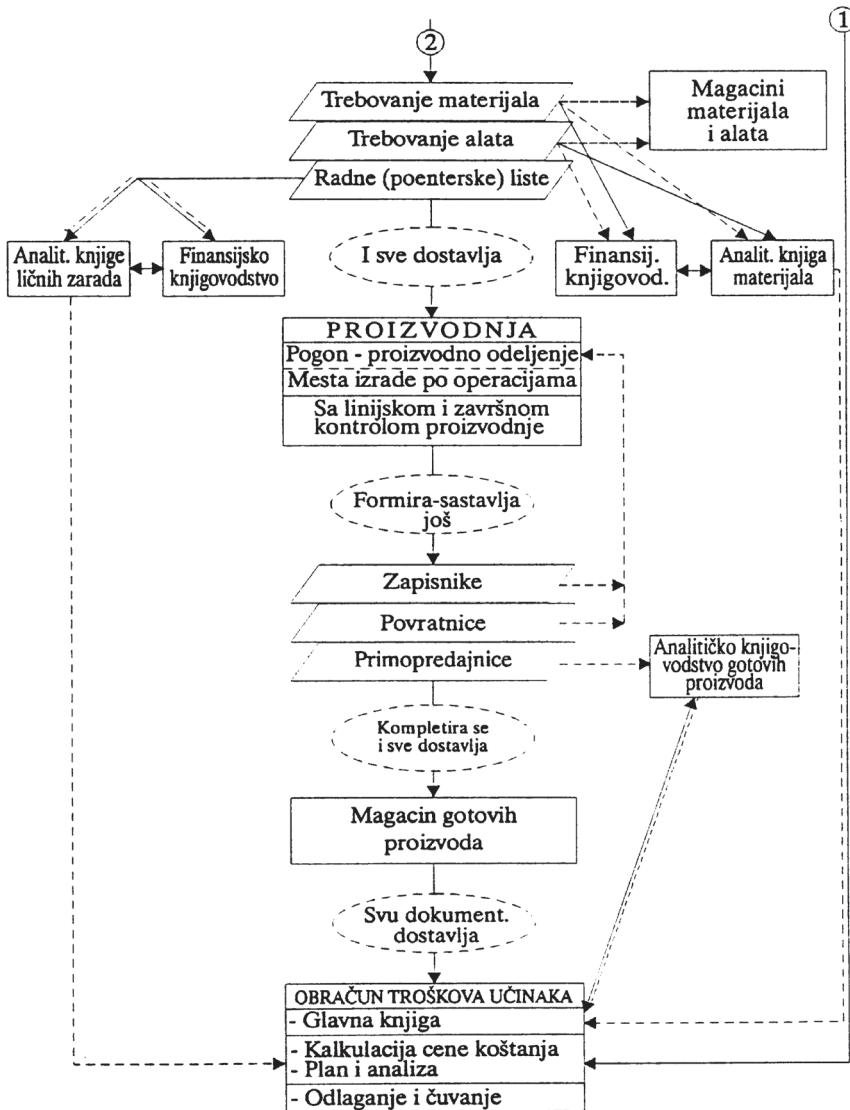 1
2
Trebovanje materijala
Magacini
materijala
i alata
Trebovanje alata
Radne (poenterske) liste
Analit. knjige
ličnih zarada
Finansijsko
knjigovodstvo
I sve dostavlja
Finansij.
knjigovod.
Analit. knjiga
materijala
PROIZVODNJA
Pogon - proizvodno odeljenje
Mesta izrade po operacijama
Sa linijskom i završnom
kontrolom proizvodnje
Formira-sastavlja
još
Zapisnike
Povratnice
Primopredajnice
Analitičko knjigo-
vodstvo gotovih
proizvoda
Kompletira se
i sve dostavlja
Magacin gotovih
proizvoda
Svu dokument.
dostavlja
OBRAČUN TROŠKOVA UČINAKA
- Glavna knjiga
- Kalkulacija cene koštanja
- Plan i analiza
- Odlaganje i čuvanje